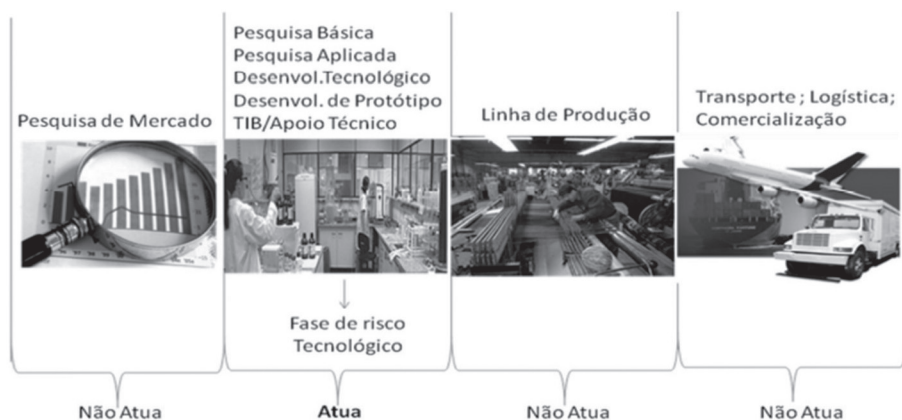 Pesquisa de Mercado
Pesquisa Básica
Pesquisa Aplicada
Desenvol.Tecnológico
Desenvol. de Protótipo
TIB/Apoio Técnico
Linha de Produção
Transporte ; Logística;
Comercialização
Fase de risco
Tecnológico
Não Atua
Atua
Não Atua
Não Atua